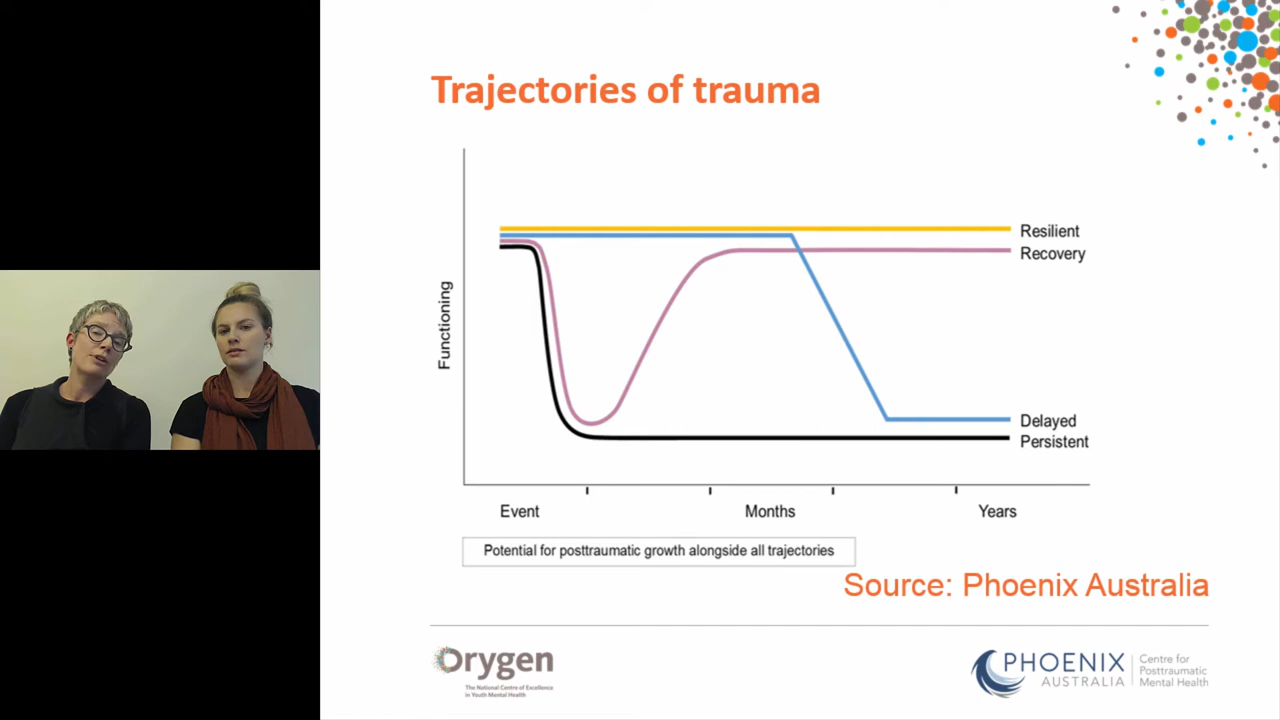 Trajectories of trauma
Functioning
Resilient
Recovery
Delayed
Persistent
Event
Months
Years
Potential for posttraumatic growth alongside all trajectories
Source: Phoenix Australia
Orygen
The National Centre of Excellence
in Youth Mental Health
PHOENIX
AUSTRALIA
Centre for
Posttraumatic
Mental Health